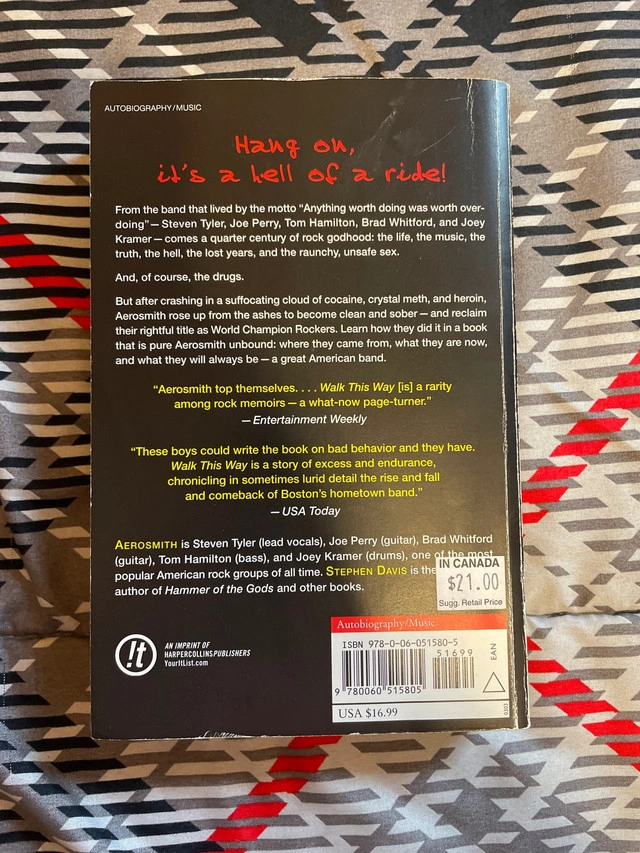 AUTOBIOGRAPHY/MUSIC
Hang on,
it's a hell of a ride!
From the band that lived by the motto “Anything worth doing was worth over-
doing” — Steven Tyler, Joe Perry, Tom Hamilton, Brad Whitford, and Joey
Kramer — comes a quarter century of rock godhood: the life, the music, the
truth, the hell, the lost years, and the raunchy, unsafe sex.
And, of course, the drugs.
But after crashing in a suffocating cloud of cocaine, crystal meth, and heroin,
Aerosmith rose up from the ashes to become clean and sober — and reclaim
their rightful title as World Champion Rockers. Learn how they did it in a book
that is pure Aerosmith unbound: where they came from, what they are now,
and what they will always be — a great American band.
“Aerosmith top themselves. . . . Walk This Way [is] a rarity
among rock memoirs — a what-now page-turner.”
— Entertainment Weekly
“These boys could write the book on bad behavior and they have.
Walk This Way is a story of excess and endurance,
chronicling in sometimes lurid detail the rise and fall
and comeback of Boston's hometown band.”
— USA Today
AEROSMITH is Steven Tyler (lead vocals), Joe Perry (guitar), Brad Whitford
(guitar), Tom Hamilton (bass), and Joey Kramer (drums), one of the most
popular American rock groups of all time. STEPHEN DAVIS is the
author of Hammer of the Gods and other books.
IN CANADA
$21.00
Sugg. Retail Price
!t
AN IMPRINT OF
HARPERCOLLINSPUBLISHERS
YourItList.com
Autobiography/Music
ISBN 978-0-06-051580-5
51699
EAN
9 780060 515805
USA $16.99